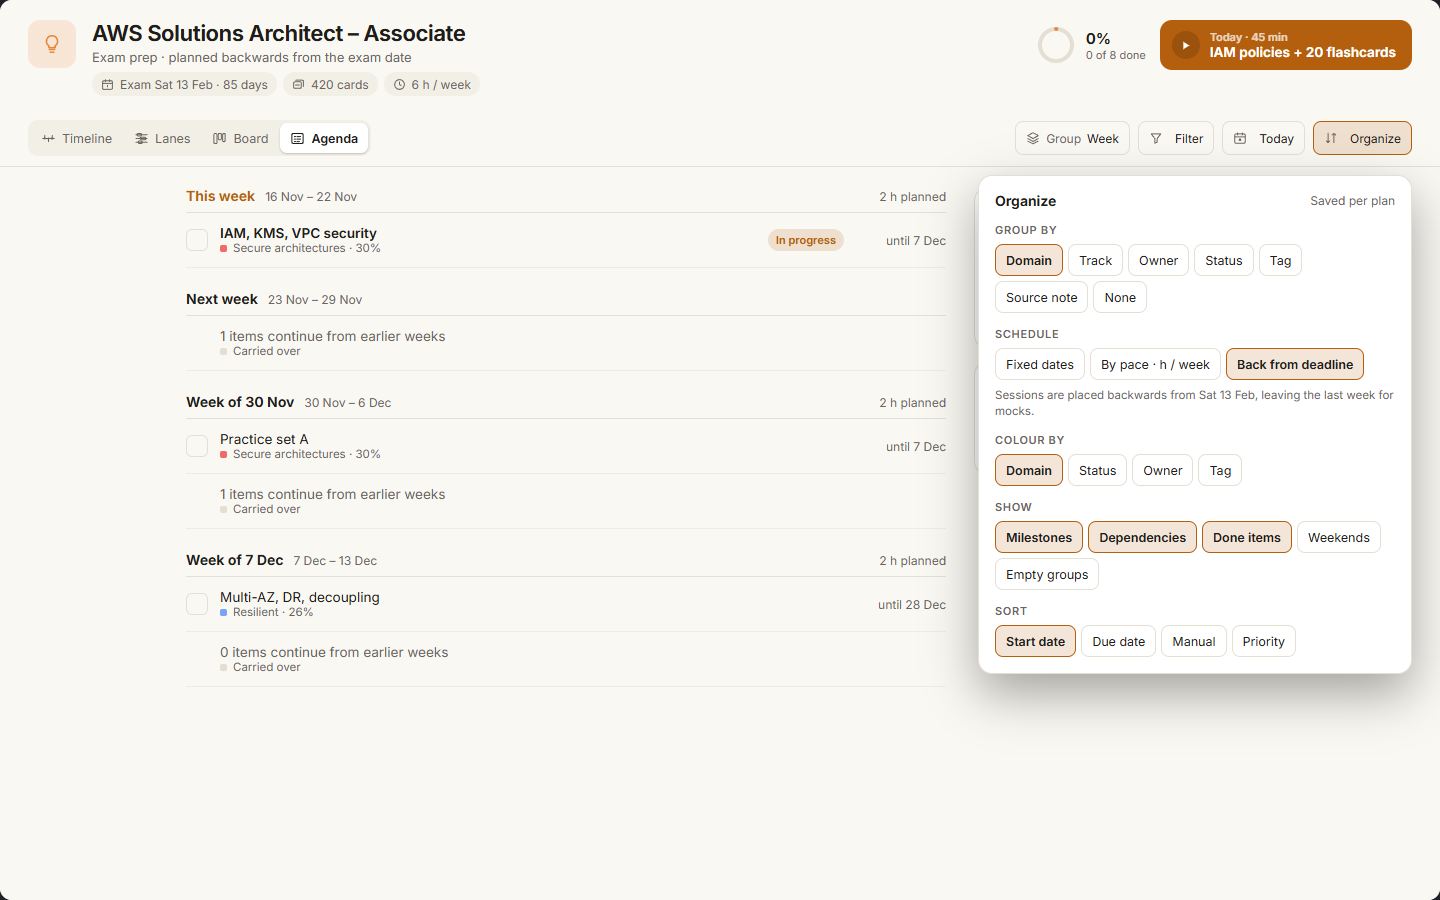 AWS Solutions Architect – Associate
Exam prep · planned backwards from the exam date
Exam Sat 13 Feb · 85 days
420 cards
6 h / week
0%
0 of 8 done
Today · 45 min
IAM policies + 20 flashcards
Timeline
Lanes
Board
Agenda
Group Week
Filter
Today
Organize
This week 16 Nov – 22 Nov
2 h planned
IAM, KMS, VPC security
Secure architectures · 30%
In progress
until 7 Dec
Next week 23 Nov – 29 Nov
1 items continue from earlier weeks
Carried over
Week of 30 Nov 30 Nov – 6 Dec
2 h planned
Practice set A
Secure architectures · 30%
until 7 Dec
1 items continue from earlier weeks
Carried over
Week of 7 Dec 7 Dec – 13 Dec
2 h planned
Multi-AZ, DR, decoupling
Resilient · 26%
until 28 Dec
0 items continue from earlier weeks
Carried over
Organize
Saved per plan
GROUP BY
Domain
Track
Owner
Status
Tag
Source note
None
SCHEDULE
Fixed dates
By pace · h / week
Back from deadline
Sessions are placed backwards from Sat 13 Feb, leaving the last week for
mocks.
COLOUR BY
Domain
Status
Owner
Tag
SHOW
Milestones
Dependencies
Done items
Weekends
Empty groups
SORT
Start date
Due date
Manual
Priority